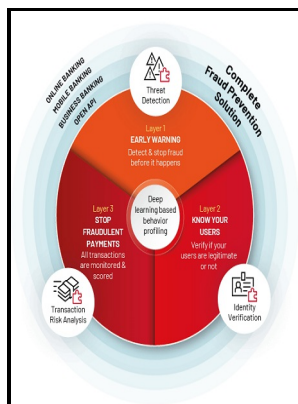 ONLINE BANKING
MOBILE BANKING
BUSINESS BANKING
OPEN API
Complete
Fraud Prevention
Solution
Threat
Detection
Layer 1
EARLY WARNING
Detect & stop fraud
before it happens
Layer 3
STOP
FRAUDULENT
PAYMENTS
All transactions
are monitored &
scored
Deep
learning based
behavior
profiling
Layer 2
KNOW YOUR
USERS
Verify if your
users are legitimate
or not
Transaction
Risk Analysis
Identity
Verification